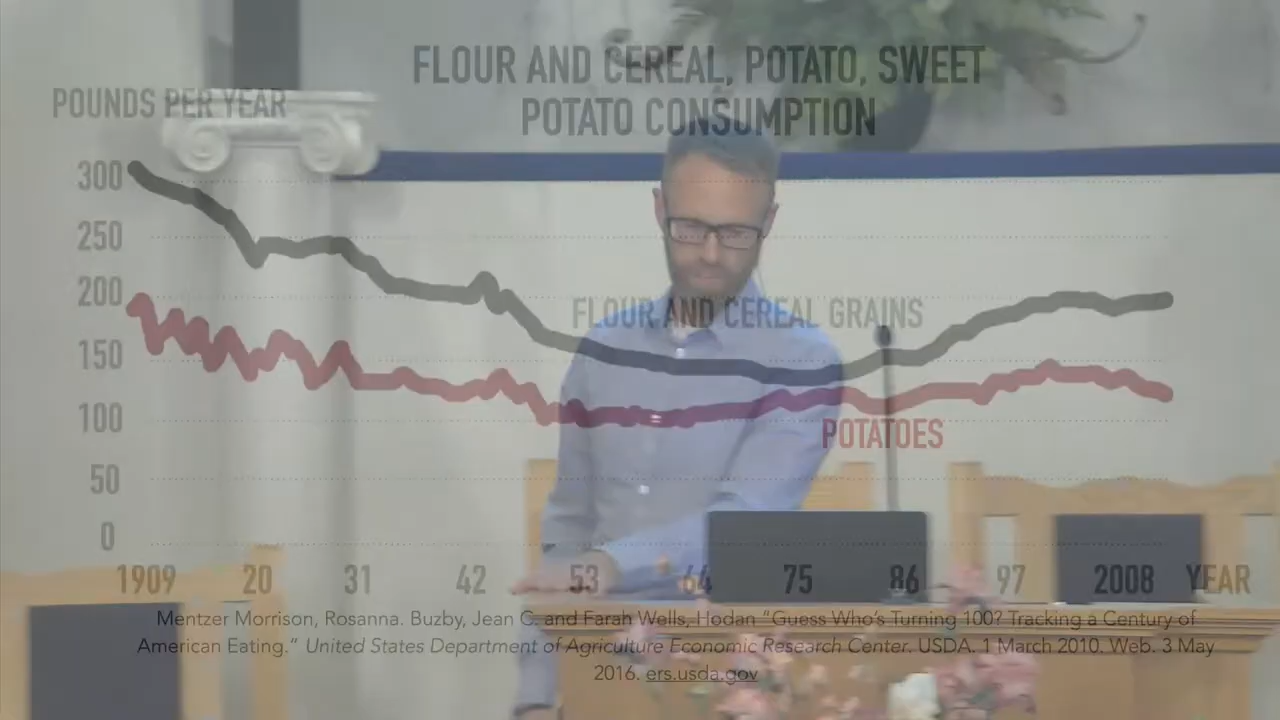 FLOUR AND CEREAL, POTATO, SWEET
POTATO CONSUMPTION
POUNDS PER YEAR
300
250
200
150
100
50
0
FLOUR AND CEREAL GRAINS
POTATOES
1909 20 31 42 53 64 75 86 97 2008 YEAR
Mentzer Morrison, Rosanna. Buzby, Jean C. and Farah Wells, Hodan “Guess Who’s Turning 100? Tracking a Century of
American Eating.” United States Department of Agriculture Economic Research Center. USDA. 1 March 2010. Web. 3 May
2016. ers.usda.gov